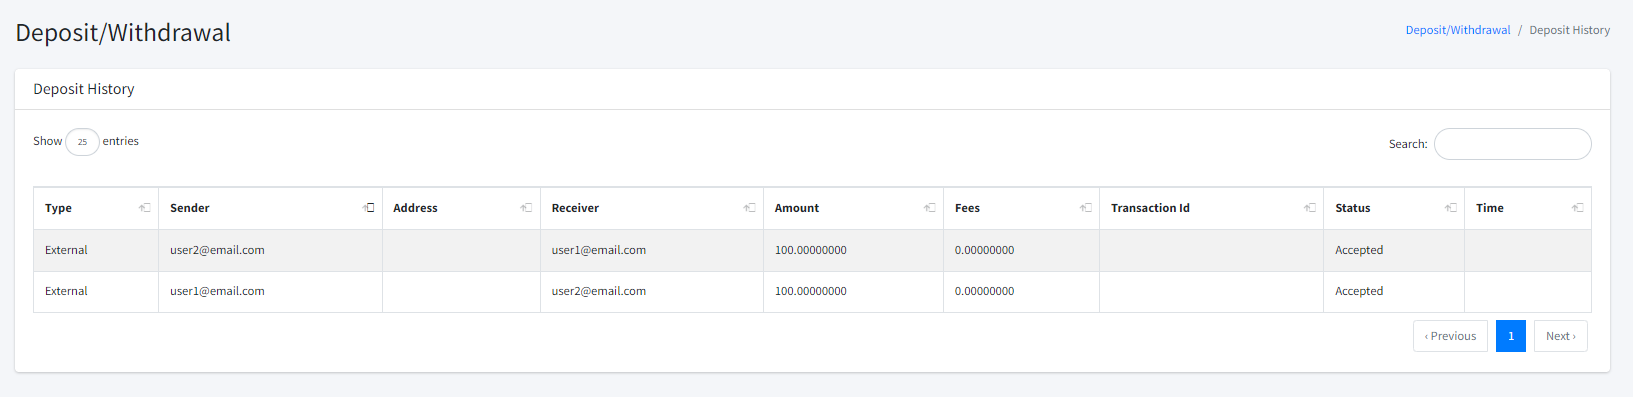 Deposit/Withdrawal
Deposit/Withdrawal / Deposit History
Deposit History
Show 25 entries
Search:
Type Sender Address Receiver Amount Fees Transaction Id Status Time
External user2@email.com user1@email.com 100.00000000 0.00000000 Accepted
External user1@email.com user2@email.com 100.00000000 0.00000000 Accepted
‹ Previous 1 Next ›